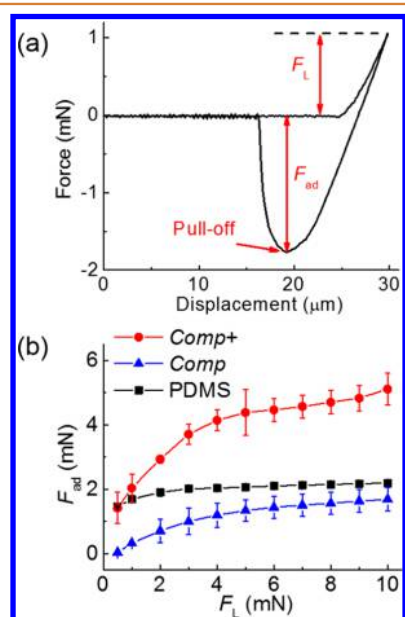 (a)
1
0
-1
-2
Force (mN)
F_L
F_ad
Pull-off
0 10 20 30
Displacement (μm)
(b)
Comp+
Comp
PDMS
6
4
2
0
F_ad (mN)
0 2 4 6 8 10
F_L (mN)